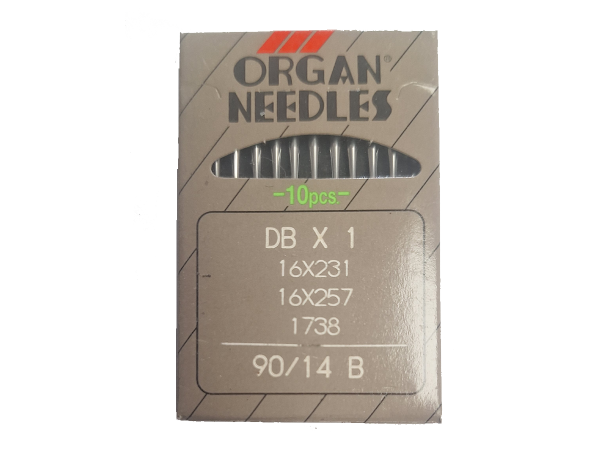 ORGAN®
NEEDLES
-10pcs.-
DB X 1
16X231
16X257
1738
90/14 B